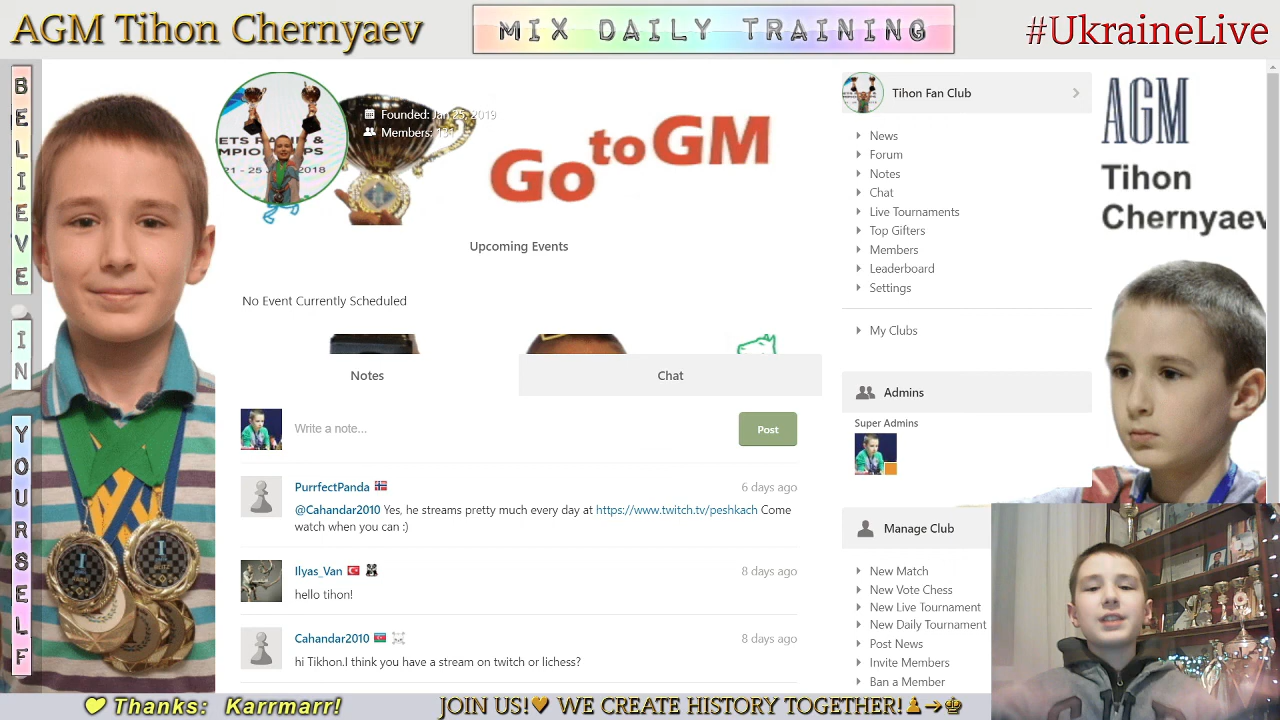 AGM Tihon Chernyaev
MIX DAILY TRAINING
#UkraineLive
BELIEVE IN YOURSELF
Founded: Jan 25, 2019
Members: 131
Go to GM
Upcoming Events
No Event Currently Scheduled
Notes
Chat
Write a note...
Post
PurrfectPanda
6 days ago
@Cahandar2010 Yes, he streams pretty much every day at https://www.twitch.tv/peshkach Come
watch when you can :)
Ilyas_Van
8 days ago
hello tihon!
Cahandar2010
8 days ago
hi Tikhon.I think you have a stream on twitch or lichess?
Tihon Fan Club
News
Forum
Notes
Chat
Live Tournaments
Top Gifters
Members
Leaderboard
Settings
My Clubs
Admins
Super Admins
Manage Club
New Match
New Vote Chess
New Live Tournament
New Daily Tournament
Post News
Invite Members
Ban a Member
AGM
Tihon
Chernyaev
Thanks: Karrmarr!
JOIN US! WE CREATE HISTORY TOGETHER!